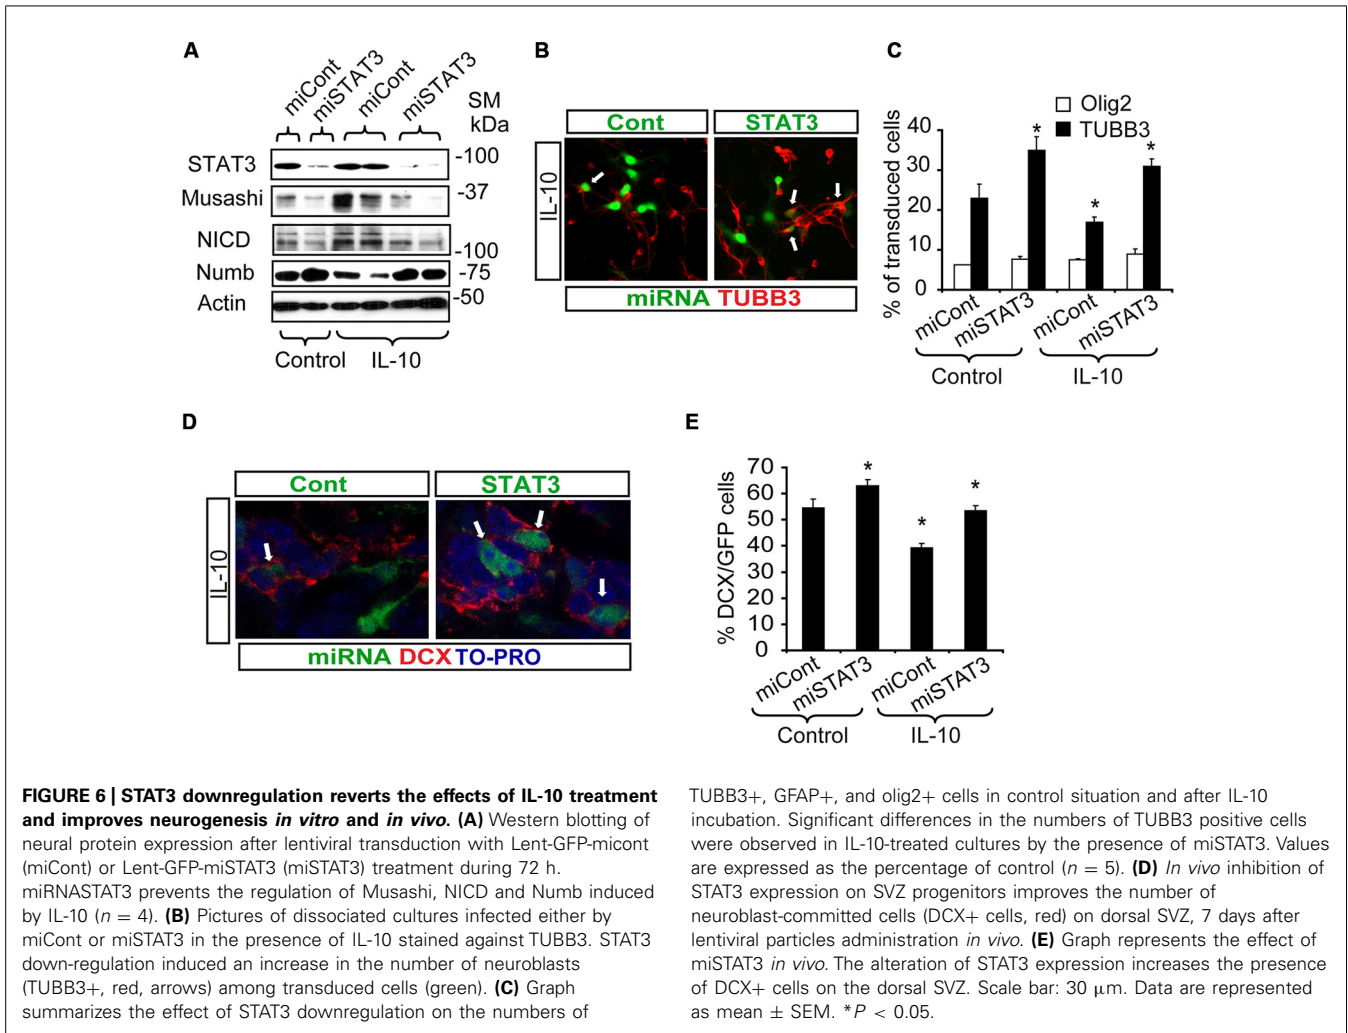 A
miCont
miSTAT3
miCont
miSTAT3
SM
kDa
STAT3
-100
Musashi
-37
NICD
-100
Numb
-75
Actin
-50
Control
IL-10
B
Cont
STAT3
IL-10
miRNA TUBB3
C
Olig2
TUBB3
% of transduced cells
40
30
20
10
0
*
*
*
miCont
miSTAT3
miCont
miSTAT3
Control
IL-10
D
Cont
STAT3
IL-10
miRNA DCX TO-PRO
E
% DCX/GFP cells
70
60
50
40
30
20
10
0
*
*
*
miCont
miSTAT3
miCont
miSTAT3
Control
IL-10
FIGURE 6 | STAT3 downregulation reverts the effects of IL-10 treatment
and improves neurogenesis in vitro and in vivo. (A) Western blotting of
neural protein expression after lentiviral transduction with Lent-GFP-micont
(miCont) or Lent-GFP-miSTAT3 (miSTAT3) treatment during 72 h.
miRNASTAT3 prevents the regulation of Musashi, NICD and Numb induced
by IL-10 (n = 4). (B) Pictures of dissociated cultures infected either by
miCont or miSTAT3 in the presence of IL-10 stained against TUBB3. STAT3
down-regulation induced an increase in the number of neuroblasts
(TUBB3+, red, arrows) among transduced cells (green). (C) Graph
summarizes the effect of STAT3 downregulation on the numbers of
TUBB3+, GFAP+, and olig2+ cells in control situation and after IL-10
incubation. Significant differences in the numbers of TUBB3 positive cells
were observed in IL-10-treated cultures by the presence of miSTAT3. Values
are expressed as the percentage of control (n = 5). (D) In vivo inhibition of
STAT3 expression on SVZ progenitors improves the number of
neuroblast-committed cells (DCX+ cells, red) on dorsal SVZ, 7 days after
lentiviral particles administration in vivo. (E) Graph represents the effect of
miSTAT3 in vivo. The alteration of STAT3 expression increases the presence
of DCX+ cells on the dorsal SVZ. Scale bar: 30 μm. Data are represented
as mean ± SEM. *P < 0.05.